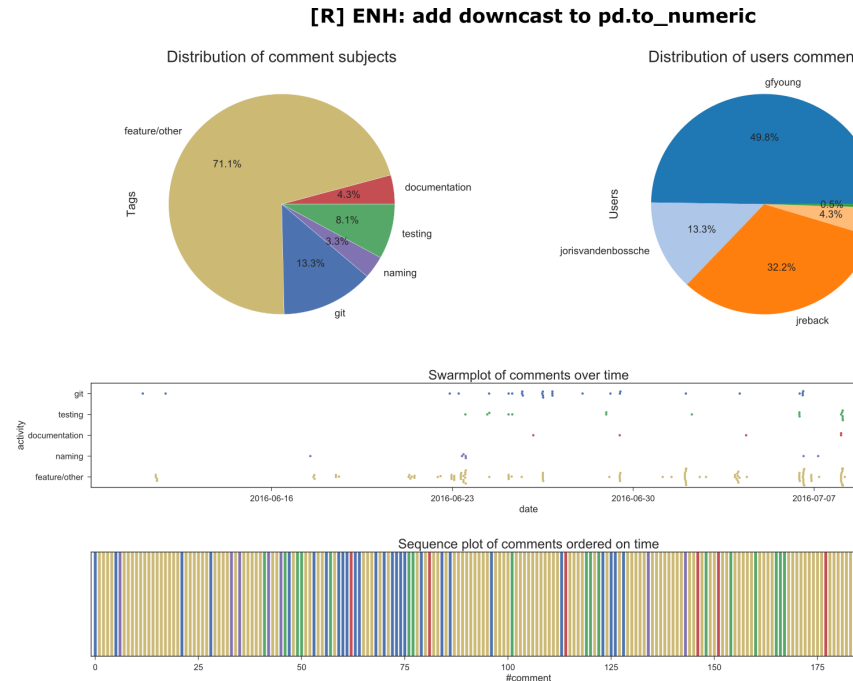 [R] ENH: add downcast to pd.to_numeric
Distribution of comment subjects
Distribution of users commen
feature/other
71.1%
Tags
documentation
4.3%
8.1%
testing
3.3%
naming
13.3%
git
gfyoung
49.8%
Users
4.3%
13.3%
jorisvandenbossche
32.2%
jreback
Swarmplot of comments over time
git
testing
documentation
naming
feature/other
activity
2016-06-16 2016-06-23 2016-06-30 2016-07-07
date
Sequence plot of comments ordered on time
0 25 50 75 100 125 150 175
#comment